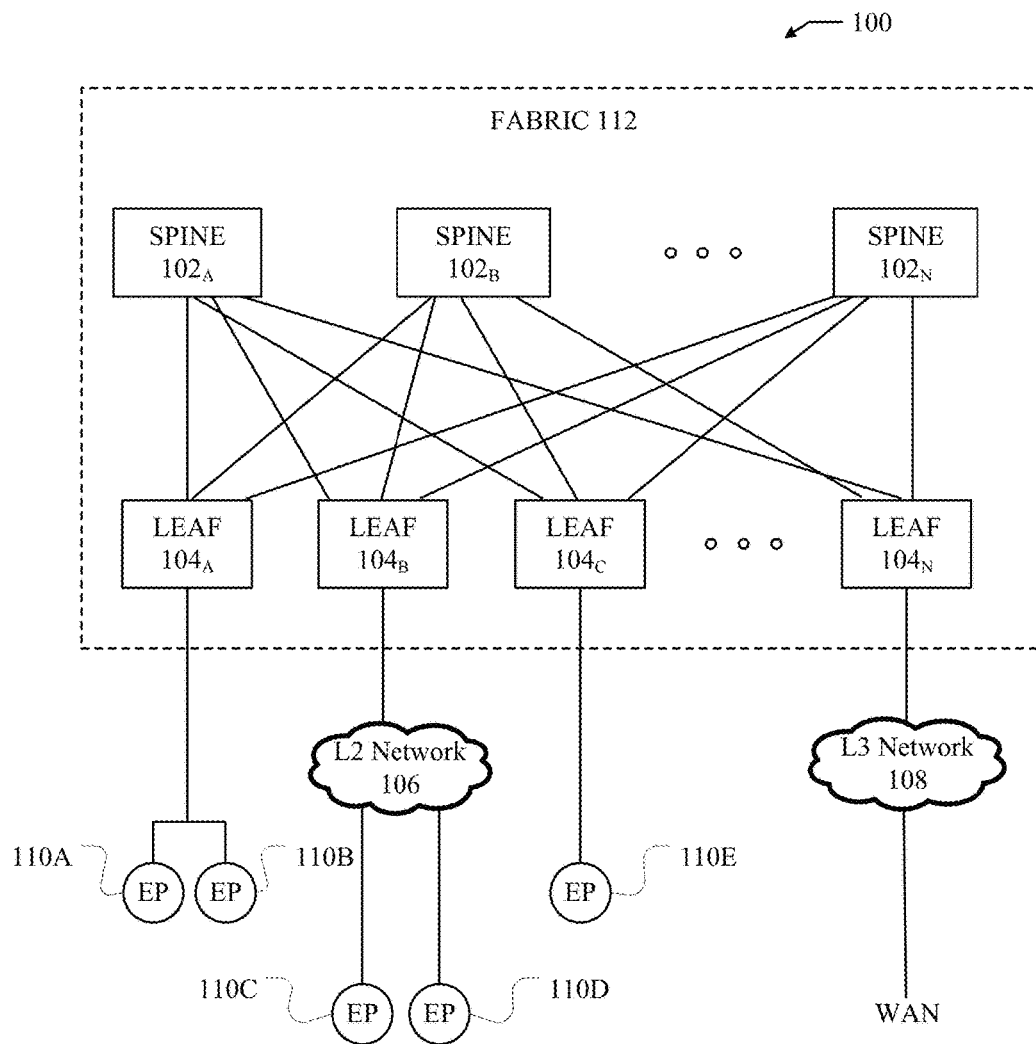 100
FABRIC 112
SPINE
102A
SPINE
102B
SPINE
102N
LEAF
104A
LEAF
104B
LEAF
104C
LEAF
104N
L2 Network
106
L3 Network
108
110A
EP
EP
110B
EP
110E
110C
EP
EP
110D
WAN